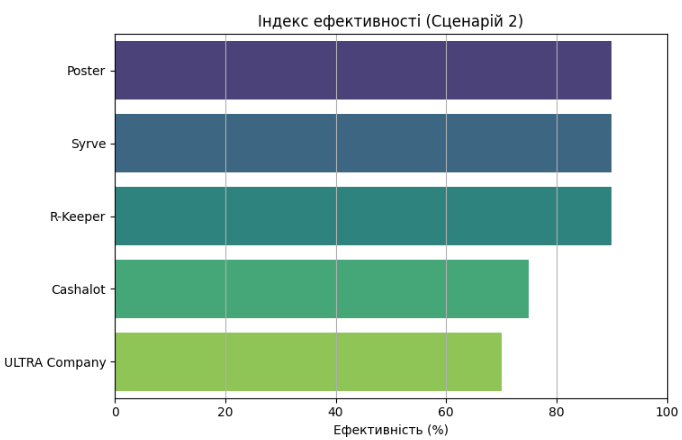 Індекс ефективності (Сценарій 2)
Poster
Syrve
R-Keeper
Cashalot
ULTRA Company
0 20 40 60 80 100
Ефективність (%)